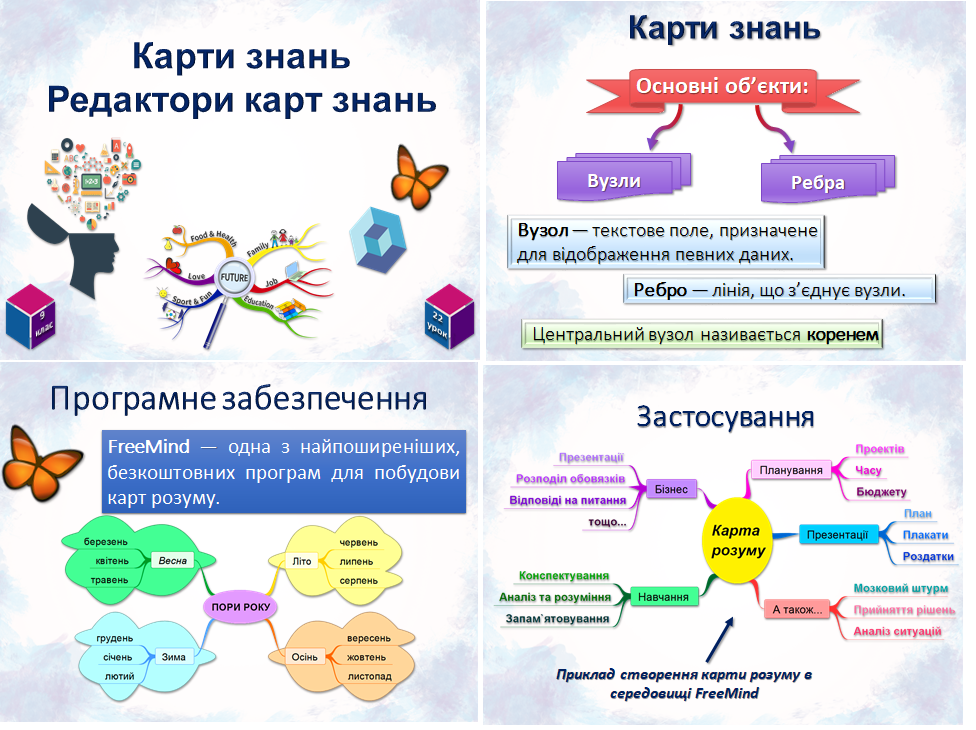 Карти знань
Редактори карт знань
Food & Health
Family
Love
FUTURE
Job
Sport & Fun
Education
9
клас
22
урок
Карти знань
Основні об’єкти:
Вузли
Ребра
Вузол — текстове поле, призначене
для відображення певних даних.
Ребро — лінія, що з’єднує вузли.
Центральний вузол називається коренем
Програмне забезпечення
FreeMind — одна з найпоширеніших,
безкоштовних програм для побудови
карт розуму.
березень
квітень
травень
Весна
Літо
червень
липень
серпень
ПОРИ РОКУ
грудень
січень
лютий
Зима
Осінь
вересень
жовтень
листопад
Застосування
Презентації
Розподіл обовязків
Відповіді на питання
тощо...
Бізнес
Планування
Проектів
Часу
Бюджету
Карта
розуму
Презентації
План
Плакати
Роздатки
Конспектування
Аналіз та розуміння
Запам`ятовування
Навчання
А також...
Мозковий штурм
Прийняття рішень
Аналіз ситуацій
Приклад створення карти розуму в
середовищі FreeMind